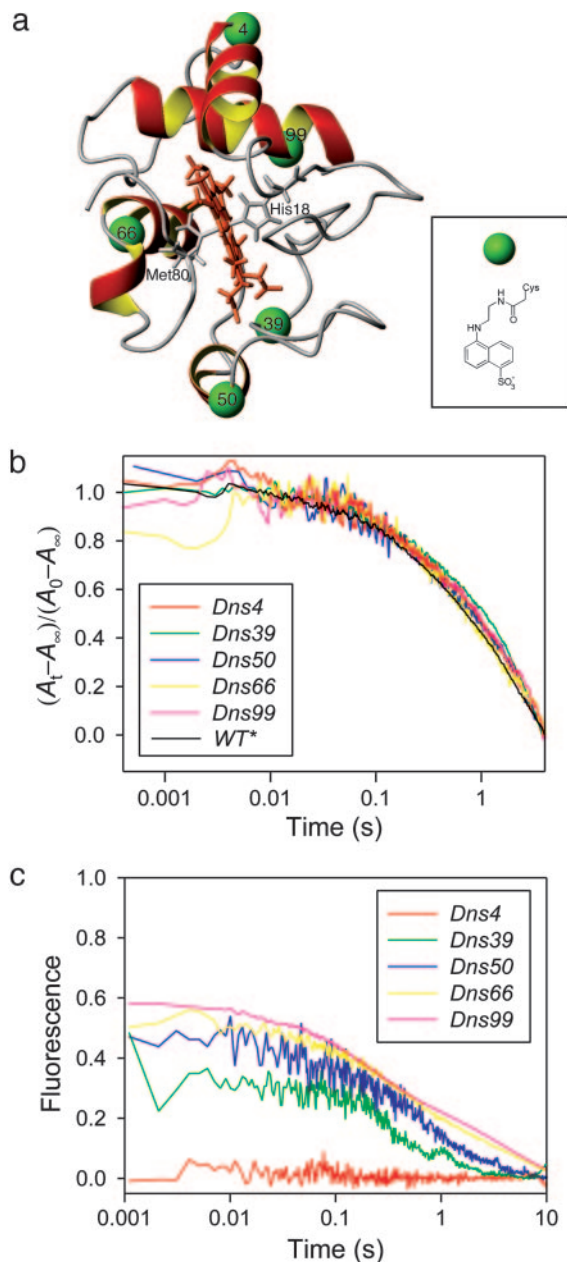 a
4
99
His18
66
Met80
39
50
Cys
H
N
O
HN
SO3-
b
(At–A∞)/(A0–A∞)
1.0
0.8
0.6
0.4
0.2
0.0
Dns4
Dns39
Dns50
Dns66
Dns99
WT*
0.001
0.01
0.1
1
Time (s)
c
Fluorescence
1.0
0.8
0.6
0.4
0.2
0.0
Dns4
Dns39
Dns50
Dns66
Dns99
0.001
0.01
0.1
1
10
Time (s)